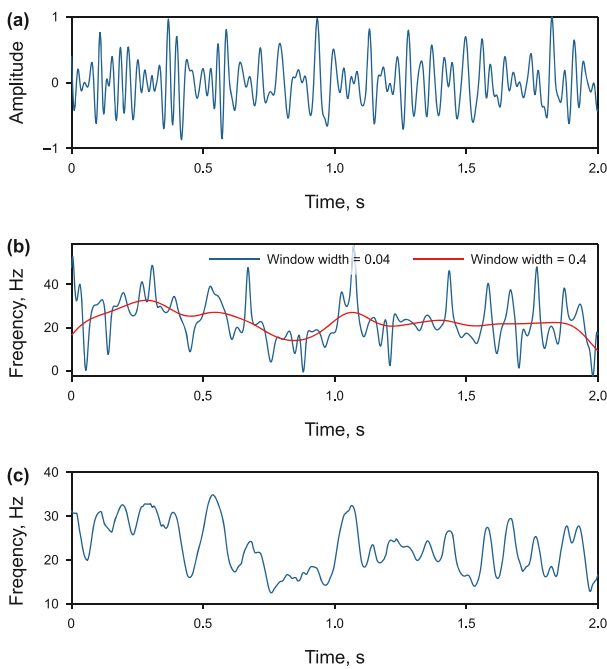 (a)
Amplitude
1
0
−1
0 0.5 1.0 1.5 2.0
Time, s
(b)
Freqency, Hz
Window width = 0.04 Window width = 0.4
40
20
0
0 0.5 1.0 1.5 2.0
Time, s
(c)
Freqency, Hz
40
30
20
10
0 0.5 1.0 1.5 2.0
Time, s